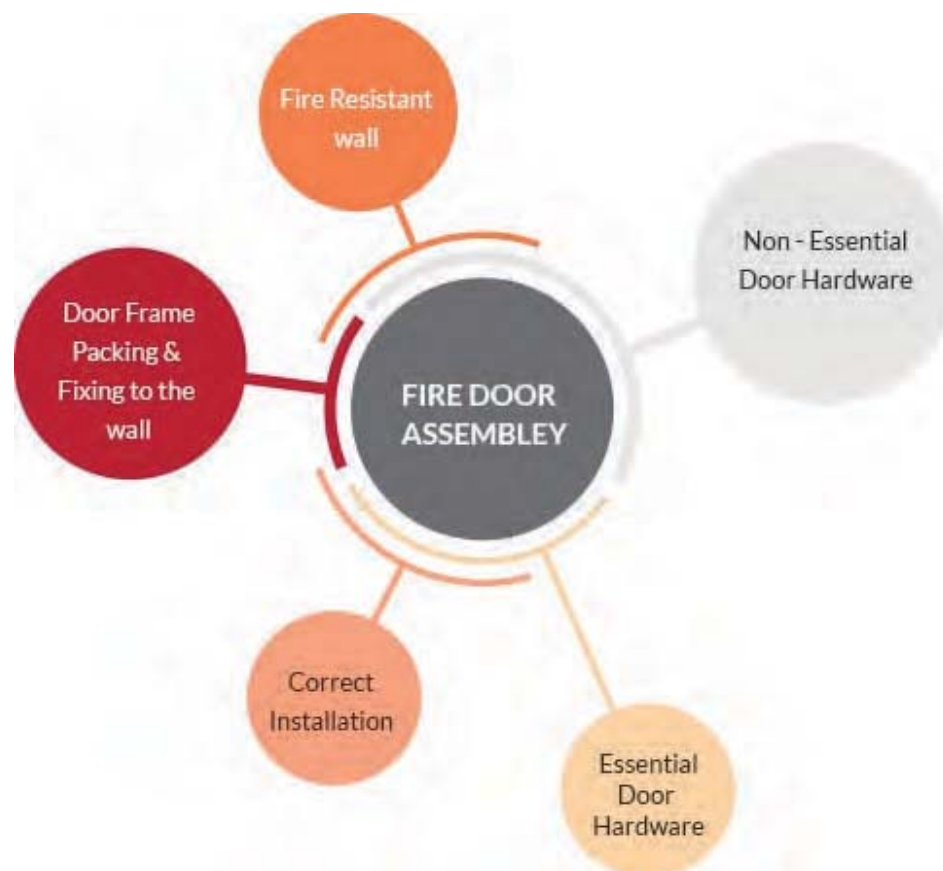 Fire Resistant
wall
Non - Essential
Door Hardware
Door Frame
Packing &
Fixing to the
wall
FIRE DOOR
ASSEMBLEY
Correct
Installation
Essential
Door
Hardware